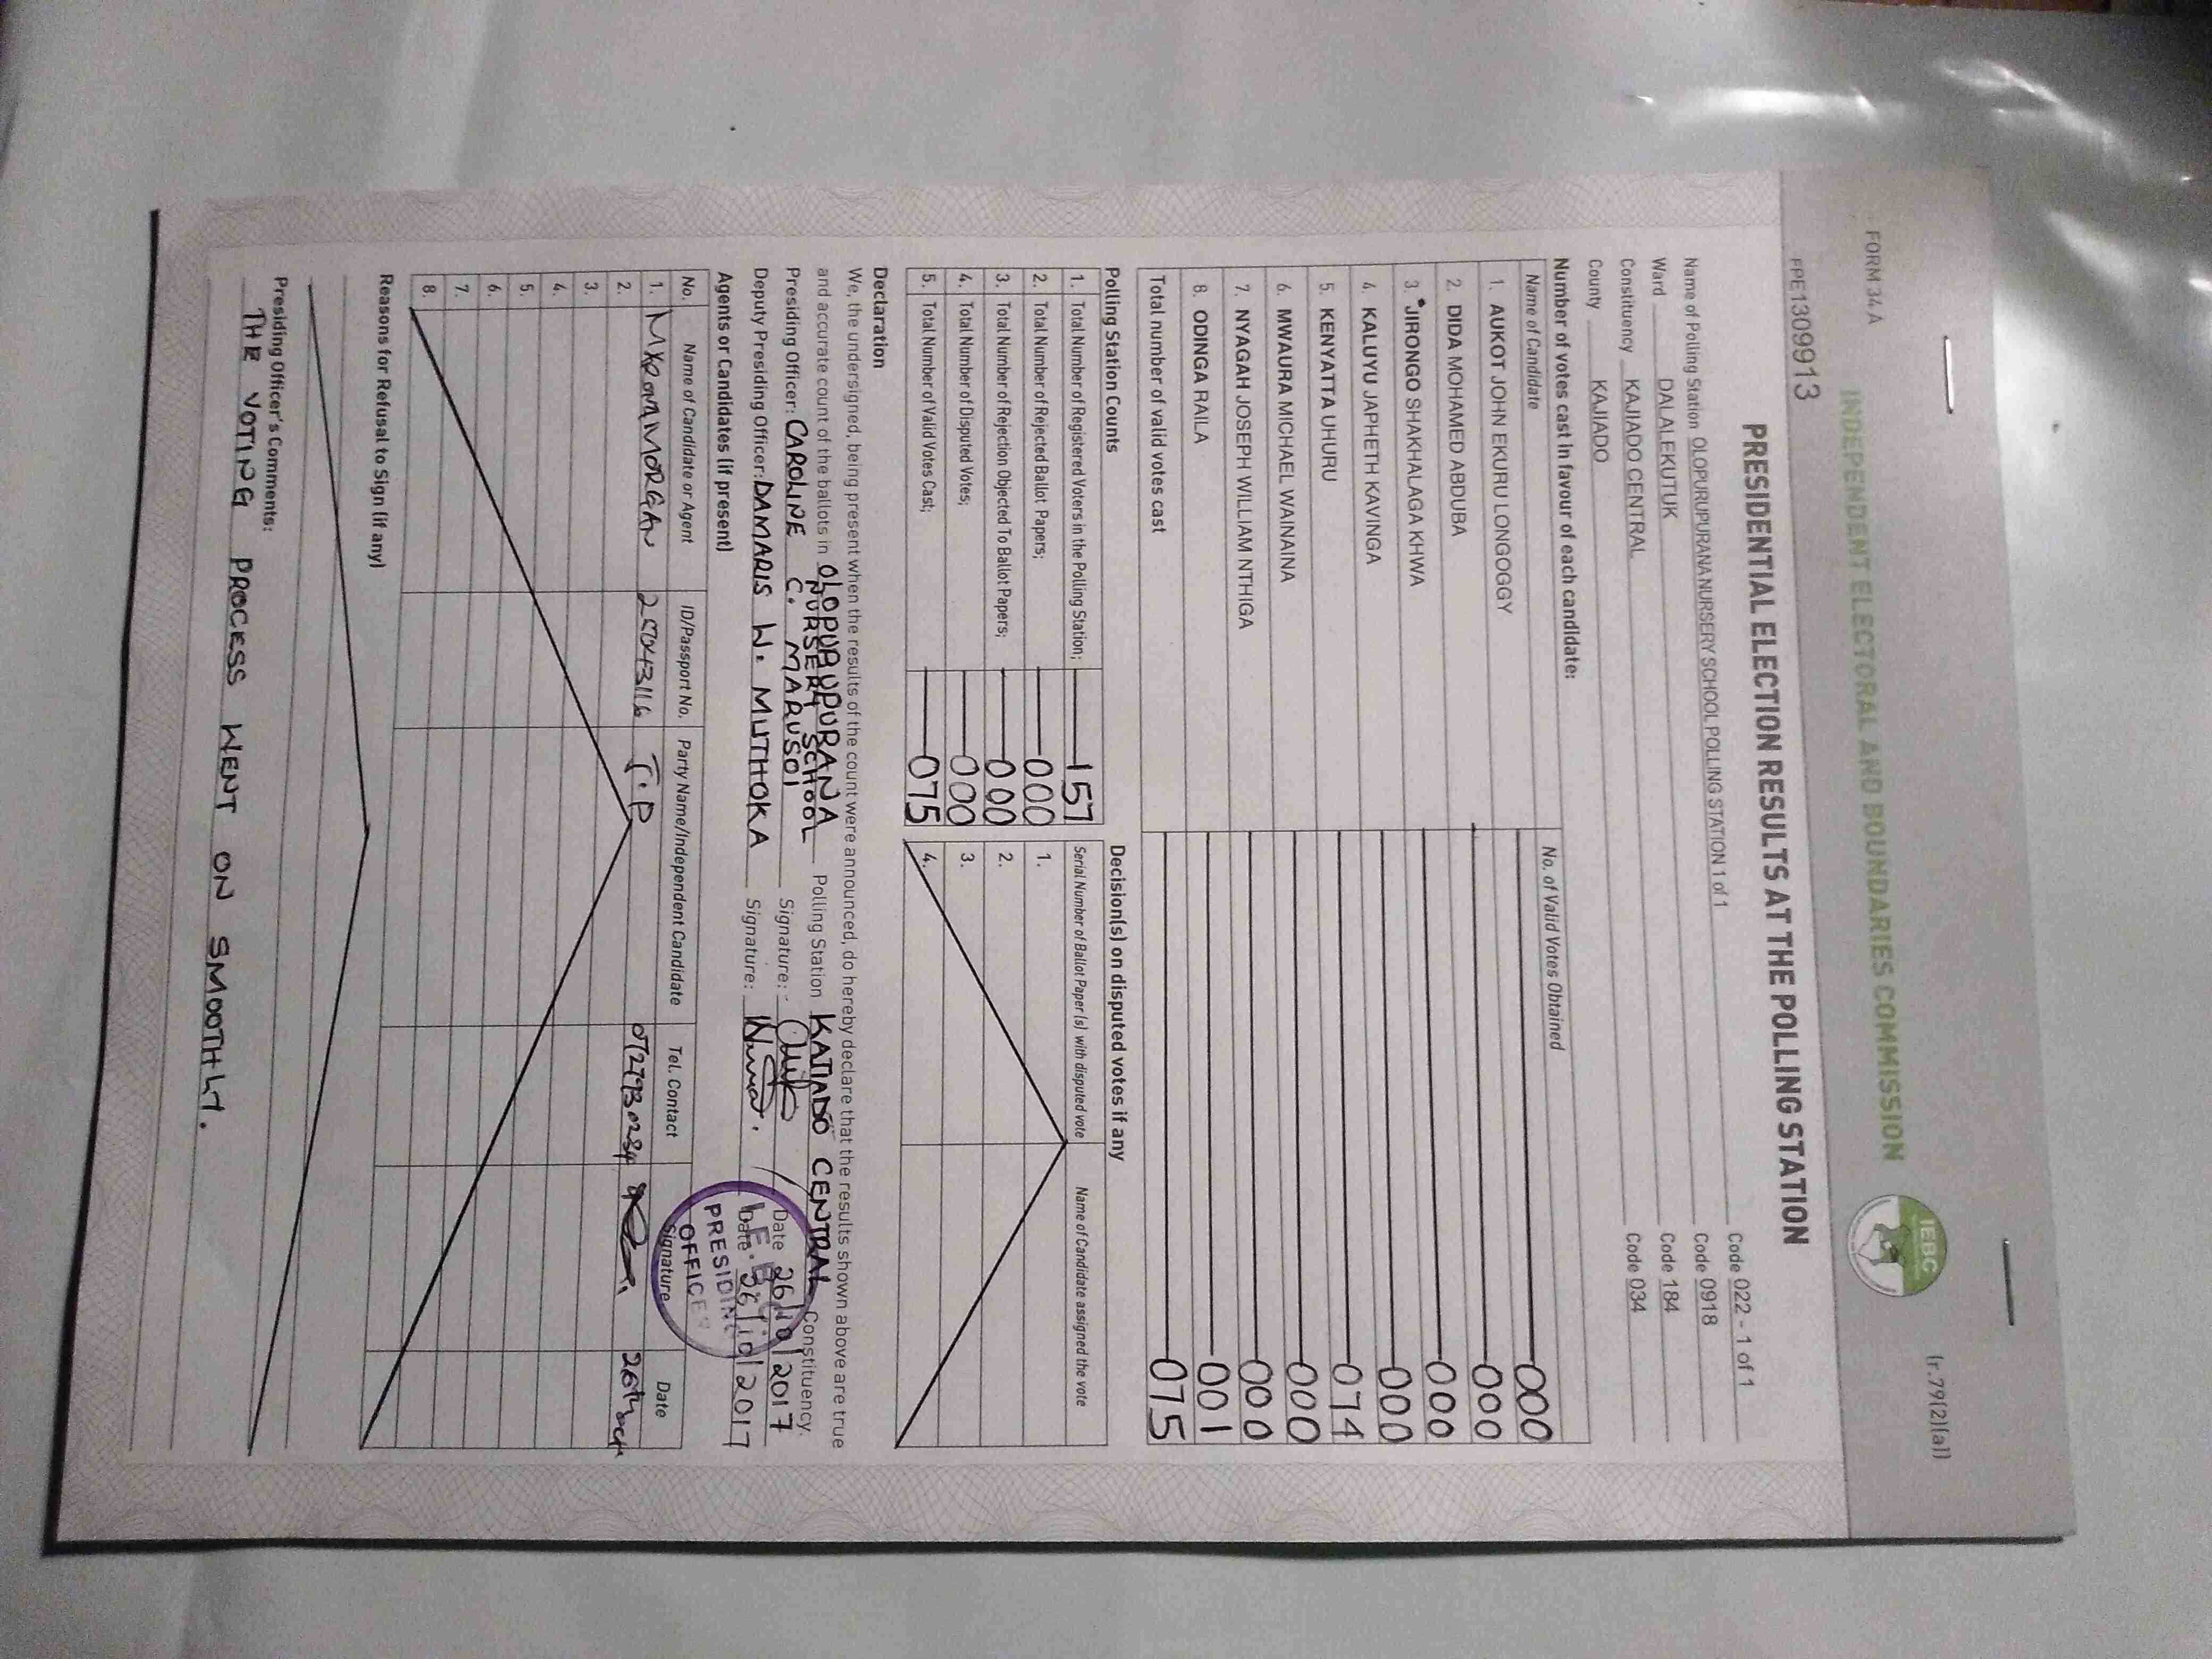 FORM 34 A
(r.79(2)(a))
INDEPENDENT ELECTORAL AND BOUNDARIES COMMISSION
IEBC
FPE1309913
PRESIDENTIAL ELECTION RESULTS AT THE POLLING STATION
Name of Polling Station OLOPURUPURANA NURSERY SCHOOL POLLING STATION 1 of 1 Code 022 - 1 of 1
Code 0918
Ward DALALEKUTUK Code 184
Constituency KAJIADO CENTRAL Code 034
County KAJIADO
Number of votes cast in favour of each candidate:
Name of Candidate No. of Valid Votes Obtained
1. AUKOT JOHN EKURU LONGOGGY 000
2. DIDA MOHAMED ABDUBA 000
3. JIRONGO SHAKHALAGA KHWA 000
4. KALUYU JAPHETH KAVINGA 000
5. KENYATTA UHURU 074
6. MWAURA MICHAEL WAINAINA 000
7. NYAGAH JOSEPH WILLIAM NTHIGA 000
8. ODINGA RAILA 001
Total number of valid votes cast 075
Polling Station Counts
1. Total Number of Registered Voters in the Polling Station; 157
2. Total Number of Rejected Ballot Papers; 000
3. Total Number of Rejection Objected To Ballot Papers; 000
4. Total Number of Disputed Votes; 000
5. Total Number of Valid Votes Cast; 075
Decision(s) on disputed votes if any
Serial Number of Ballot Paper(s) with disputed vote Name of Candidate assigned the vote
1.
2.
3.
4.
Declaration
We, the undersigned, being present when the results of the count were announced, do hereby declare that the results shown above are true
and accurate count of the ballots in OLOPURUPURANA NURSERY SCHOOL Polling Station KAJIADO CENTRAL Constituency.
Presiding Officer: CAROLINE C. MARUSOI Signature: Date 26/10/2017
Deputy Presiding Officer: DAMARIS W. MUTHOKA Signature: Date: 26/10/2017
I.E.B.C
PRESIDING
OFFICER
Agents or Candidates (if present)
No. Name of Candidate or Agent ID/Passport No. Party Name/Independent Candidate Tel. Contact Signature Date
1. MORGAN T.P
2.
3.
4.
5.
6.
7.
8.
Reasons for Refusal to Sign (if any)
Presiding Officer's Comments:
THE VOTING PROCESS WENT ON SMOOTHLY.